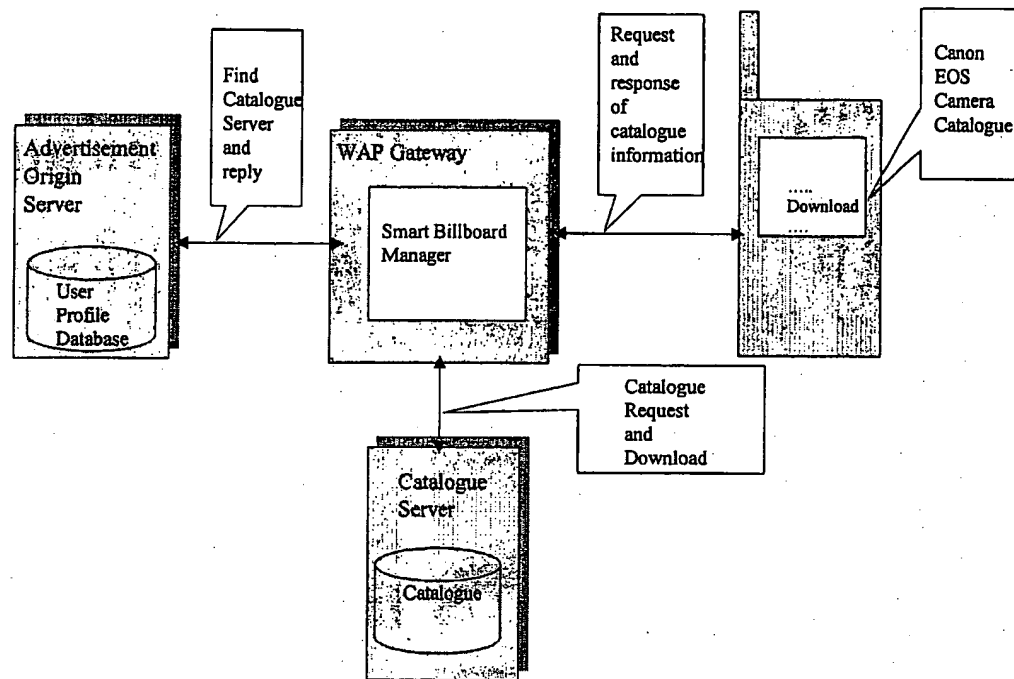 Find
Catalogue
Server
and
reply
Request
and
response
of
catalogue
information
Canon
EOS
Camera
Catalogue
Advertisement
Origin
Server
User
Profile
Database
WAP Gateway
Smart Billboard
Manager
.....
Download
....
Catalogue
Request
and
Download
Catalogue
Server
Catalogue